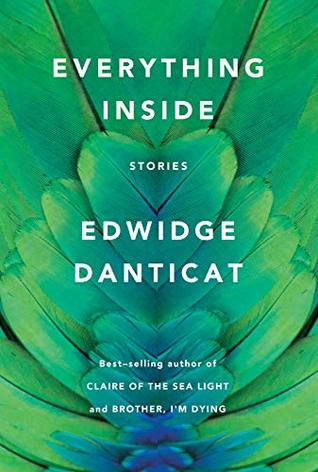 EVERYTHING
INSIDE
STORIES
EDWIDGE
DANTICAT
Best-selling author of
CLAIRE OF THE SEA LIGHT
and BROTHER, I'M DYING